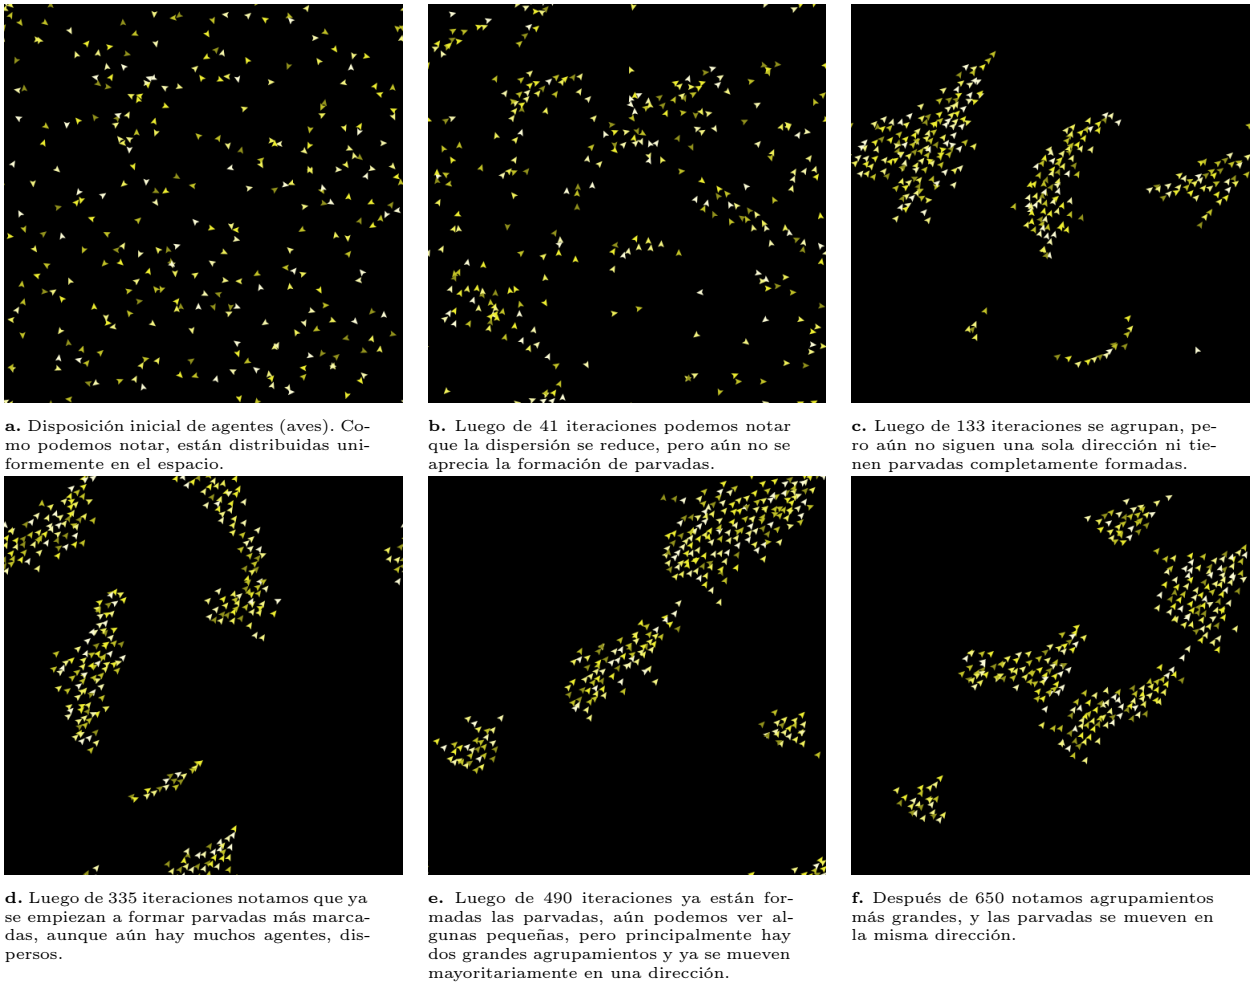 a. Disposición inicial de agentes (aves). Co-
mo podemos notar, están distribuidas uni-
formemente en el espacio.
b. Luego de 41 iteraciones podemos notar
que la dispersión se reduce, pero aún no se
aprecia la formación de parvadas.
c. Luego de 133 iteraciones se agrupan, pe-
ro aún no siguen una sola dirección ni tie-
nen parvadas completamente formadas.
d. Luego de 335 iteraciones notamos que ya
se empiezan a formar parvadas más marca-
das, aunque aún hay muchos agentes, dis-
persos.
e. Luego de 490 iteraciones ya están for-
madas las parvadas, aún podemos ver al-
gunas pequeñas, pero principalmente hay
dos grandes agrupamientos y ya se mueven
mayoritariamente en una dirección.
f. Después de 650 notamos agrupamientos
más grandes, y las parvadas se mueven en
la misma dirección.